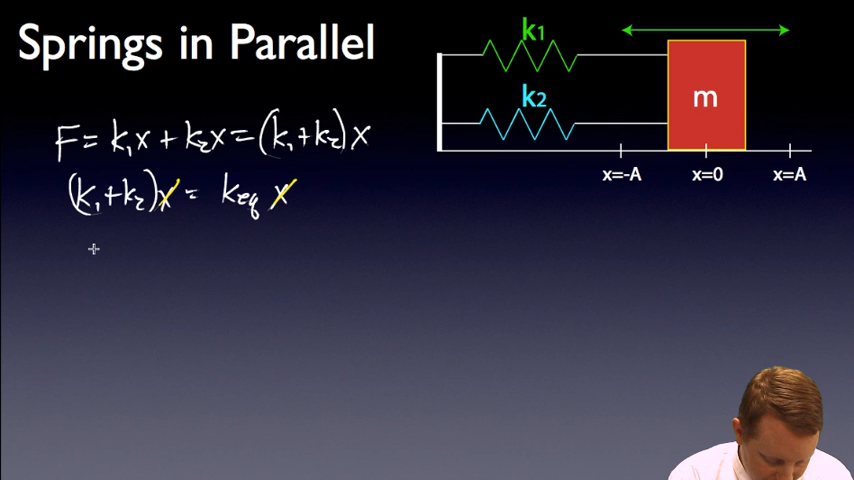 Springs in Parallel
k1
k2
m
x=-A
x=0
x=A
F = k₁x + k₂x = (k₁+k₂)x
(k₁+k₂)x = keq x